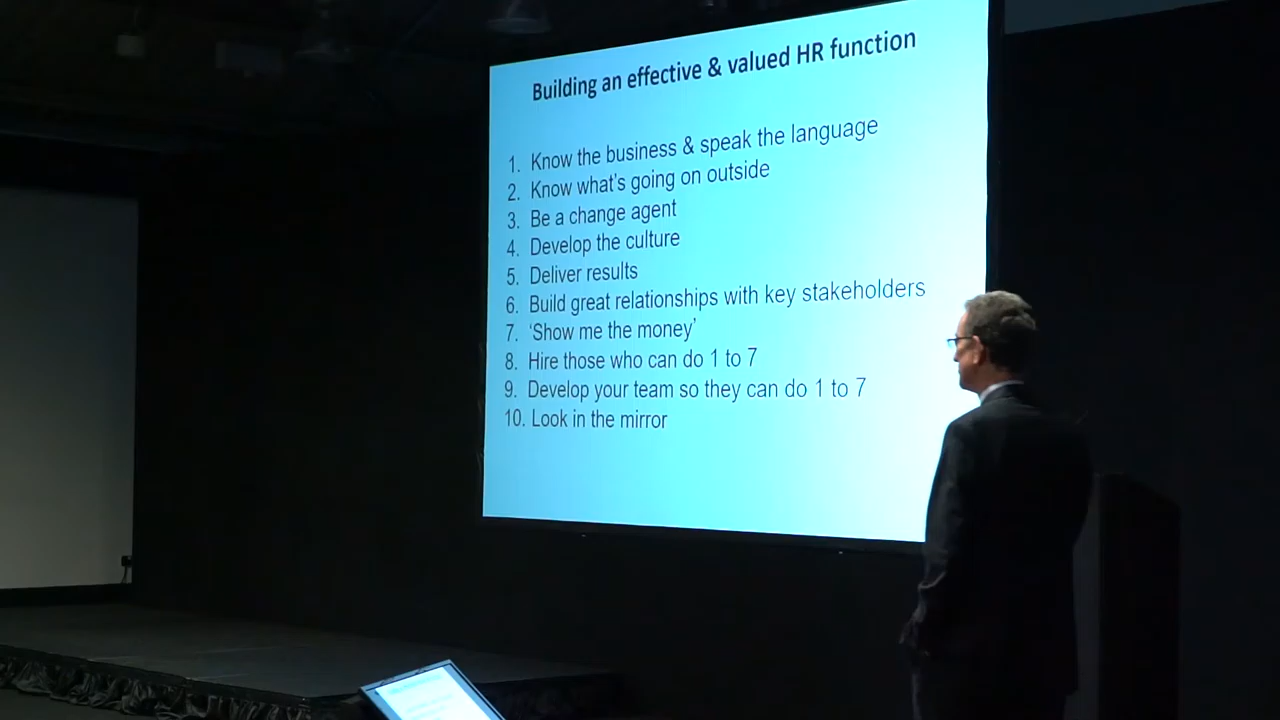 Building an effective & valued HR function
1. Know the business & speak the language
2. Know what's going on outside
3. Be a change agent
4. Develop the culture
5. Deliver results
6. Build great relationships with key stakeholders
7. ‘Show me the money’
8. Hire those who can do 1 to 7
9. Develop your team so they can do 1 to 7
10. Look in the mirror